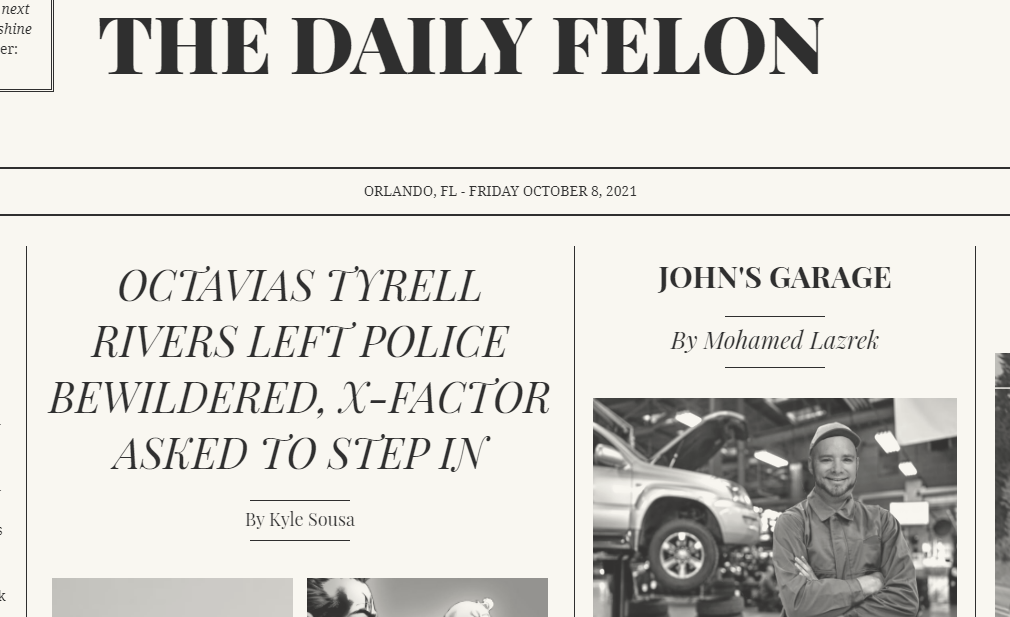 next
shine
er:
THE DAILY FELON
ORLANDO, FL - FRIDAY OCTOBER 8, 2021
OCTAVIAS TYRELL
RIVERS LEFT POLICE
BEWILDERED, X-FACTOR
ASKED TO STEP IN
By Kyle Sousa
s
k
JOHN'S GARAGE
By Mohamed Lazrek